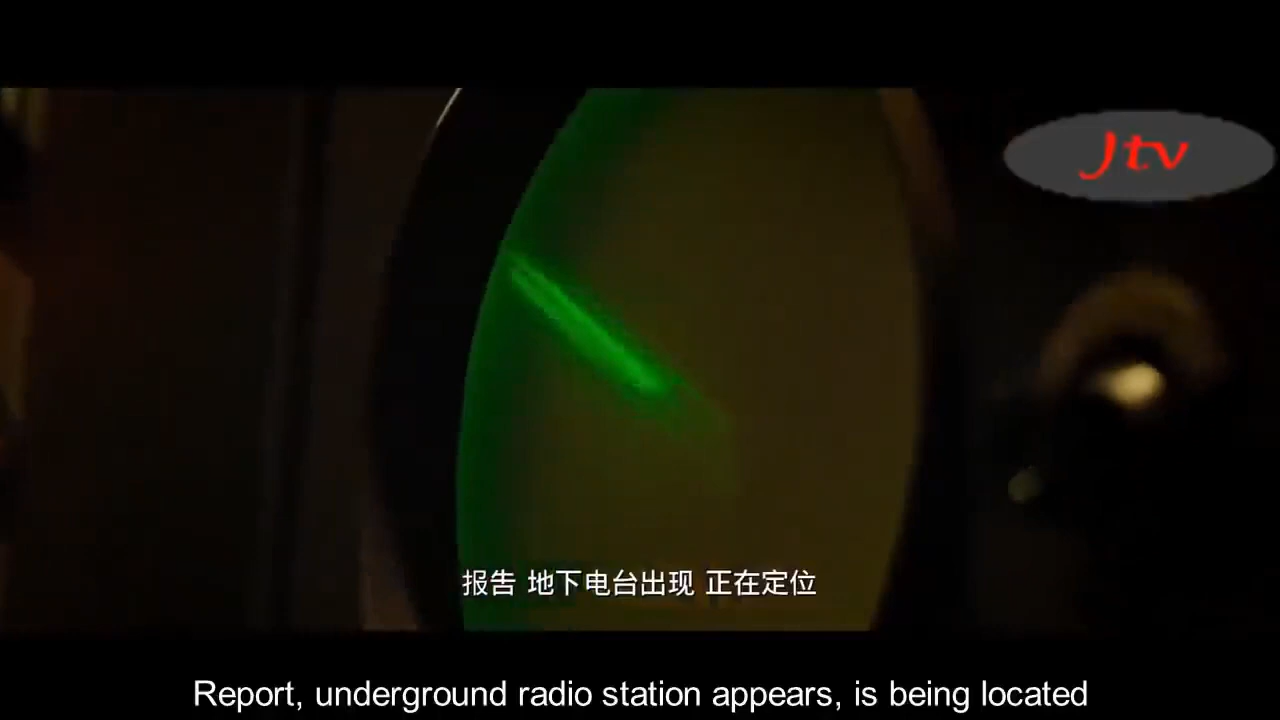 Jtv
报告 地下电台出现 正在定位
Report, underground radio station appears, is being located